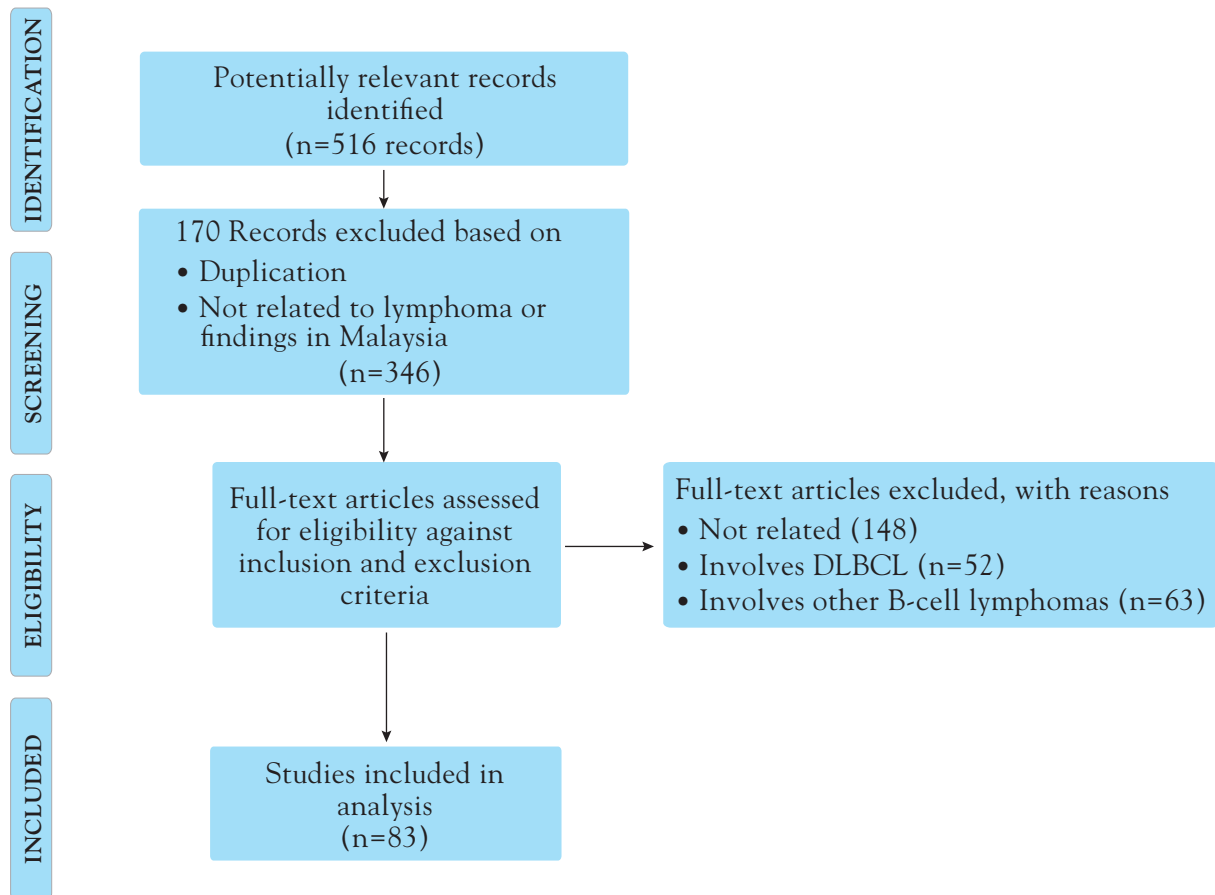 IDENTIFICATION
Potentially relevant records
identified
(n=516 records)
SCREENING
170 Records excluded based on
• Duplication
• Not related to lymphoma or
findings in Malaysia
(n=346)
ELIGIBILITY
Full-text articles assessed
for eligibility against
inclusion and exclusion
criteria
Full-text articles excluded, with reasons
• Not related (148)
• Involves DLBCL (n=52)
• Involves other B-cell lymphomas (n=63)
INCLUDED
Studies included in
analysis
(n=83)